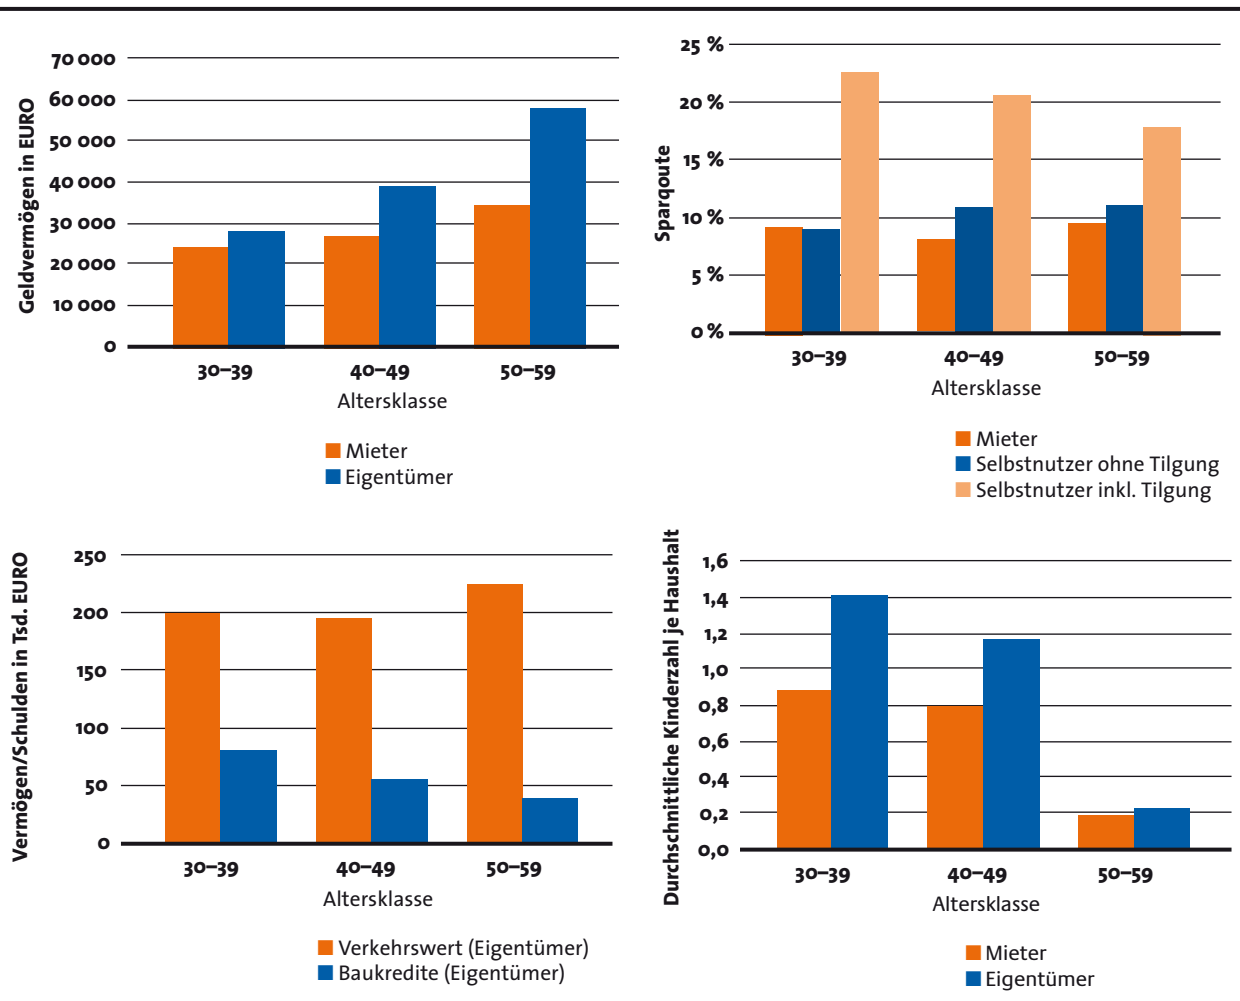 Geldvermögen in EURO
70 000
60 000
50 000
40 000
30 000
20 000
10 000
0
30–39
40–49
50–59
Altersklasse
Mieter
Eigentümer
Sparqoute
25 %
20 %
15 %
10 %
5 %
0 %
30–39
40–49
50–59
Altersklasse
Mieter
Selbstnutzer ohne Tilgung
Selbstnutzer inkl. Tilgung
Vermögen/Schulden in Tsd. EURO
250
200
150
100
50
0
30–39
40–49
50–59
Altersklasse
Verkehrswert (Eigentümer)
Baukredite (Eigentümer)
Durchschnittliche Kinderzahl je Haushalt
1,6
1,4
1,2
1,0
0,8
0,6
0,4
0,2
0,0
30–39
40–49
50–59
Altersklasse
Mieter
Eigentümer